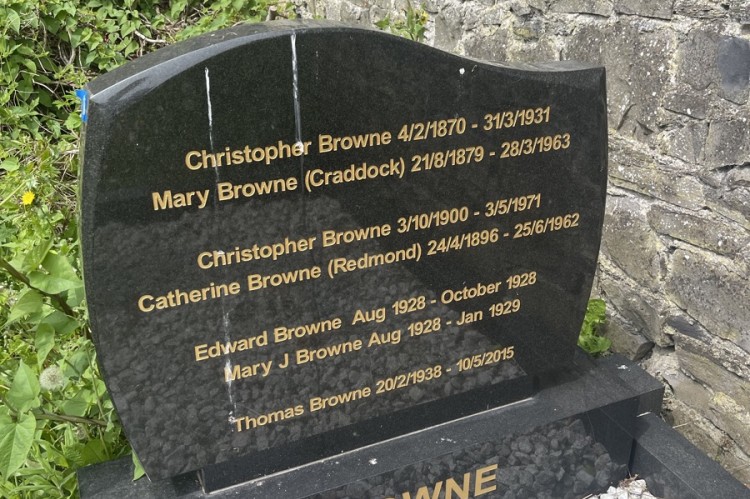 Christopher Browne 4/2/1870 - 31/3/1931
Mary Browne (Craddock) 21/8/1879 - 28/3/1963
Christopher Browne 3/10/1900 - 3/5/1971
Catherine Browne (Redmond) 24/4/1896 - 25/6/1962
Edward Browne Aug 1928 - October 1928
Mary J Browne Aug 1928 - Jan 1929
Thomas Browne 20/2/1938 - 10/5/2015
OWNE